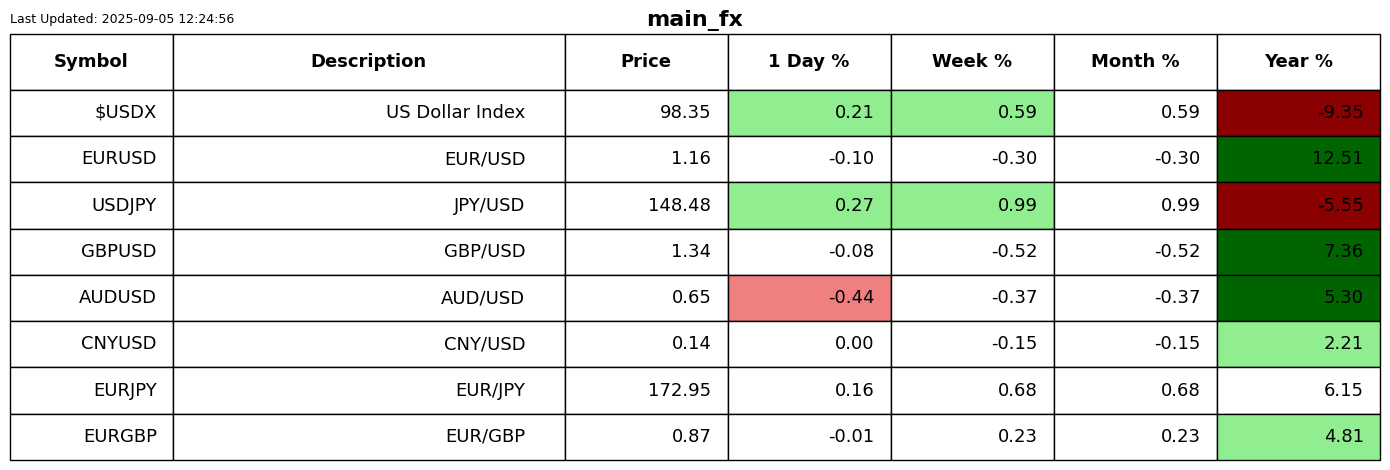 Last Updated: 2025-09-05 12:24:56
main_fx
Symbol Description Price 1 Day % Week % Month % Year %
$USDX US Dollar Index 98.35 0.21 0.59 0.59 -9.35
EURUSD EUR/USD 1.16 -0.10 -0.30 -0.30 12.51
USDJPY JPY/USD 148.48 0.27 0.99 0.99 -5.55
GBPUSD GBP/USD 1.34 -0.08 -0.52 -0.52 7.36
AUDUSD AUD/USD 0.65 -0.44 -0.37 -0.37 5.30
CNYUSD CNY/USD 0.14 0.00 -0.15 -0.15 2.21
EURJPY EUR/JPY 172.95 0.16 0.68 0.68 6.15
EURGBP EUR/GBP 0.87 -0.01 0.23 0.23 4.81